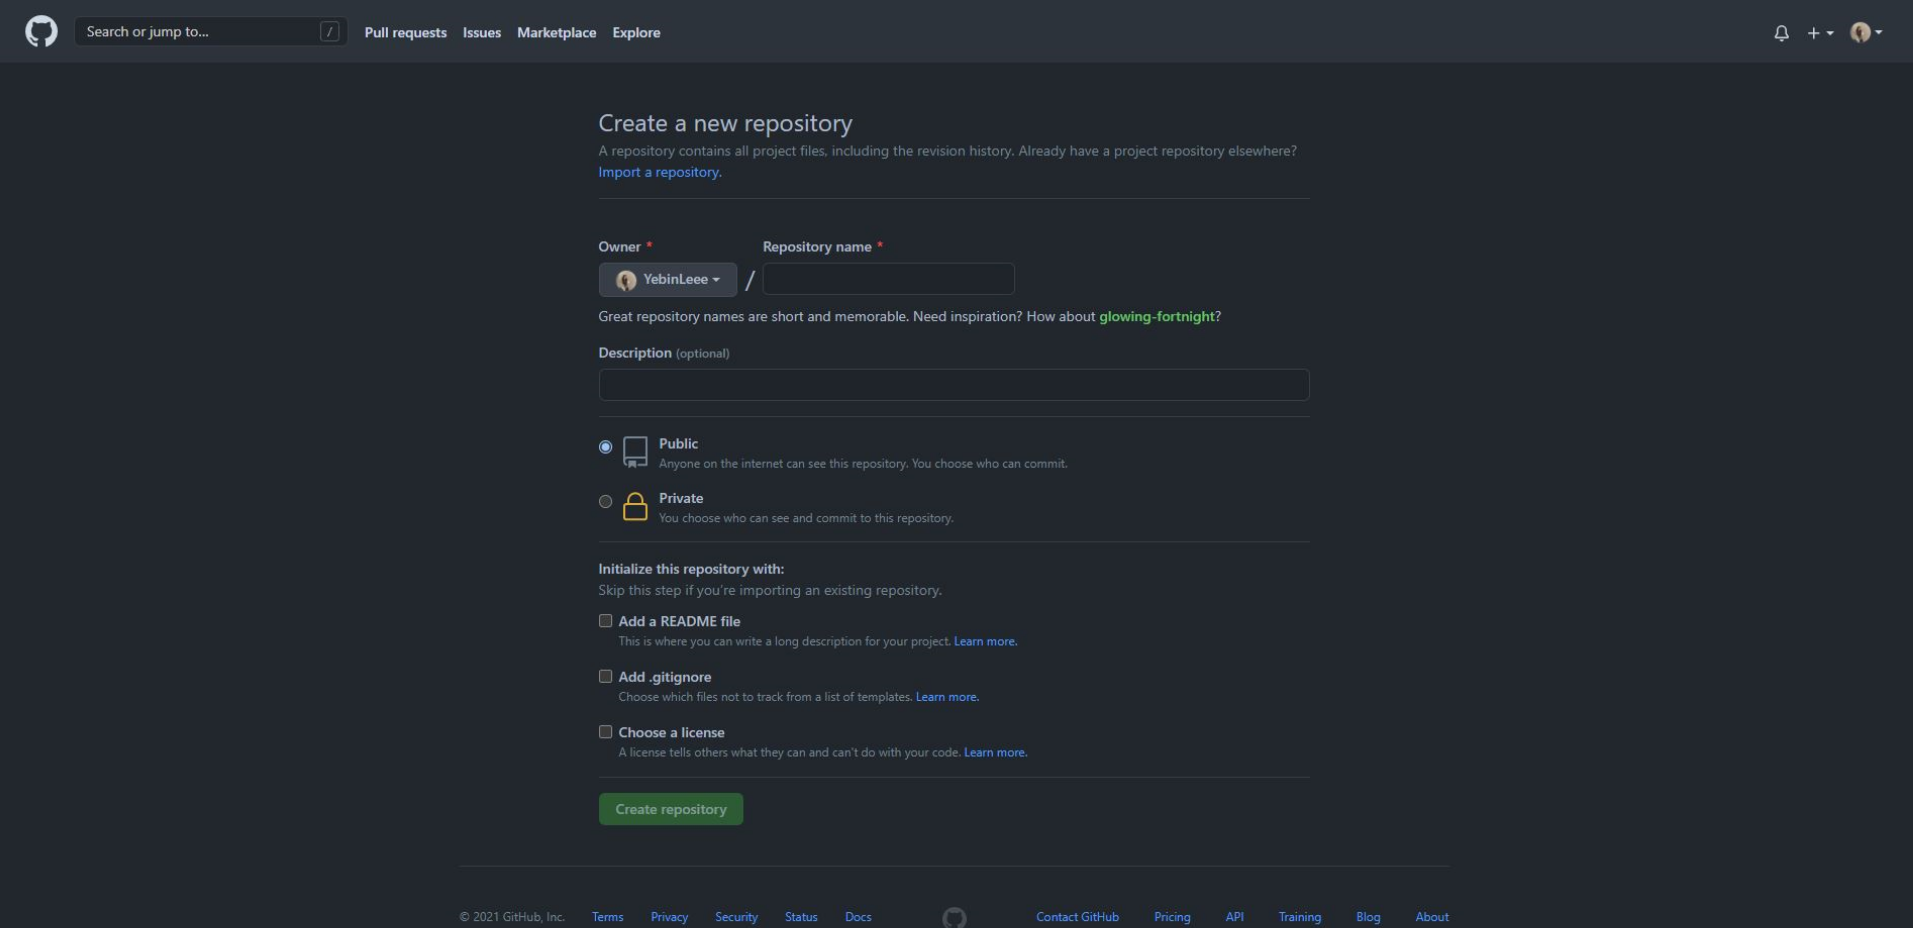 Search or jump to... /
Pull requests Issues Marketplace Explore
Create a new repository
A repository contains all project files, including the revision history. Already have a project repository elsewhere?
Import a repository.
Owner * Repository name *
YebinLeee /
Great repository names are short and memorable. Need inspiration? How about glowing-fortnight?
Description (optional)
Public
Anyone on the internet can see this repository. You choose who can commit.
Private
You choose who can see and commit to this repository.
Initialize this repository with:
Skip this step if you're importing an existing repository.
Add a README file
This is where you can write a long description for your project. Learn more.
Add .gitignore
Choose which files not to track from a list of templates. Learn more.
Choose a license
A license tells others what they can and can't do with your code. Learn more.
Create repository
© 2021 GitHub, Inc. Terms Privacy Security Status Docs Contact GitHub Pricing API Training Blog About